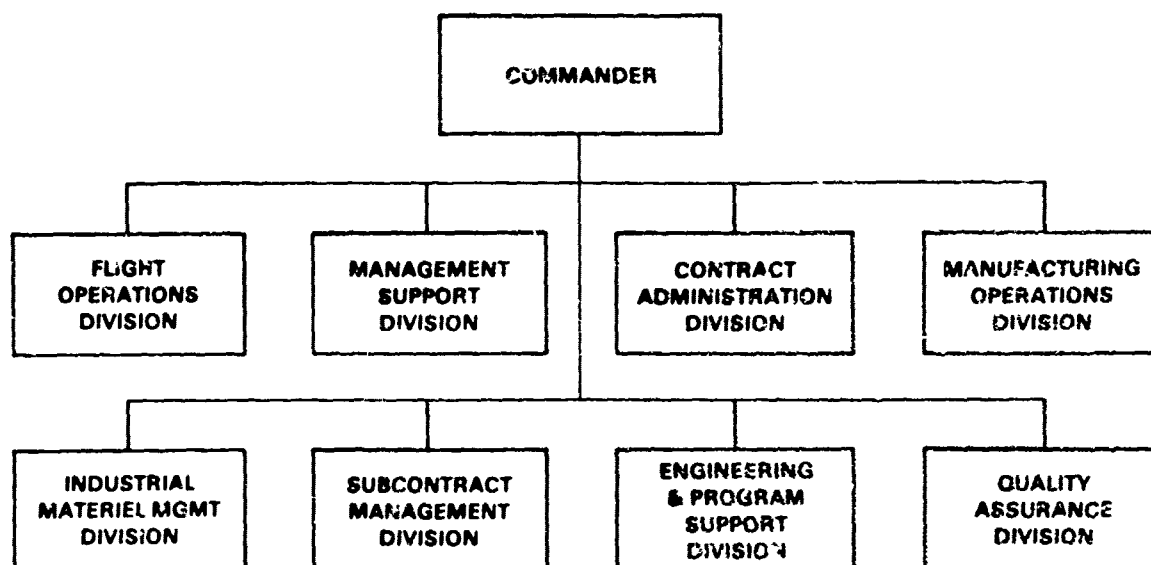 COMMANDER
FLIGHT
OPERATIONS
DIVISION
MANAGEMENT
SUPPORT
DIVISION
CONTRACT
ADMINISTRATION
DIVISION
MANUFACTURING
OPERATIONS
DIVISION
INDUSTRIAL
MATERIEL MGMT
DIVISION
SUBCONTRACT
MANAGEMENT
DIVISION
ENGINEERING
& PROGRAM
SUPPORT
DIVISION
QUALITY
ASSURANCE
DIVISION